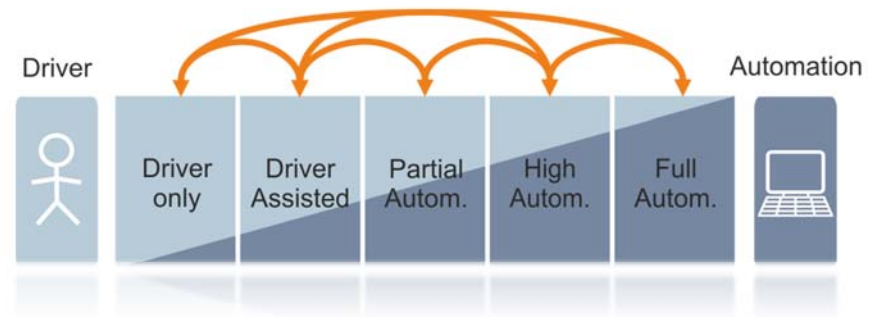 Driver
Automation
Driver
only
Driver
Assisted
Partial
Autom.
High
Autom.
Full
Autom.